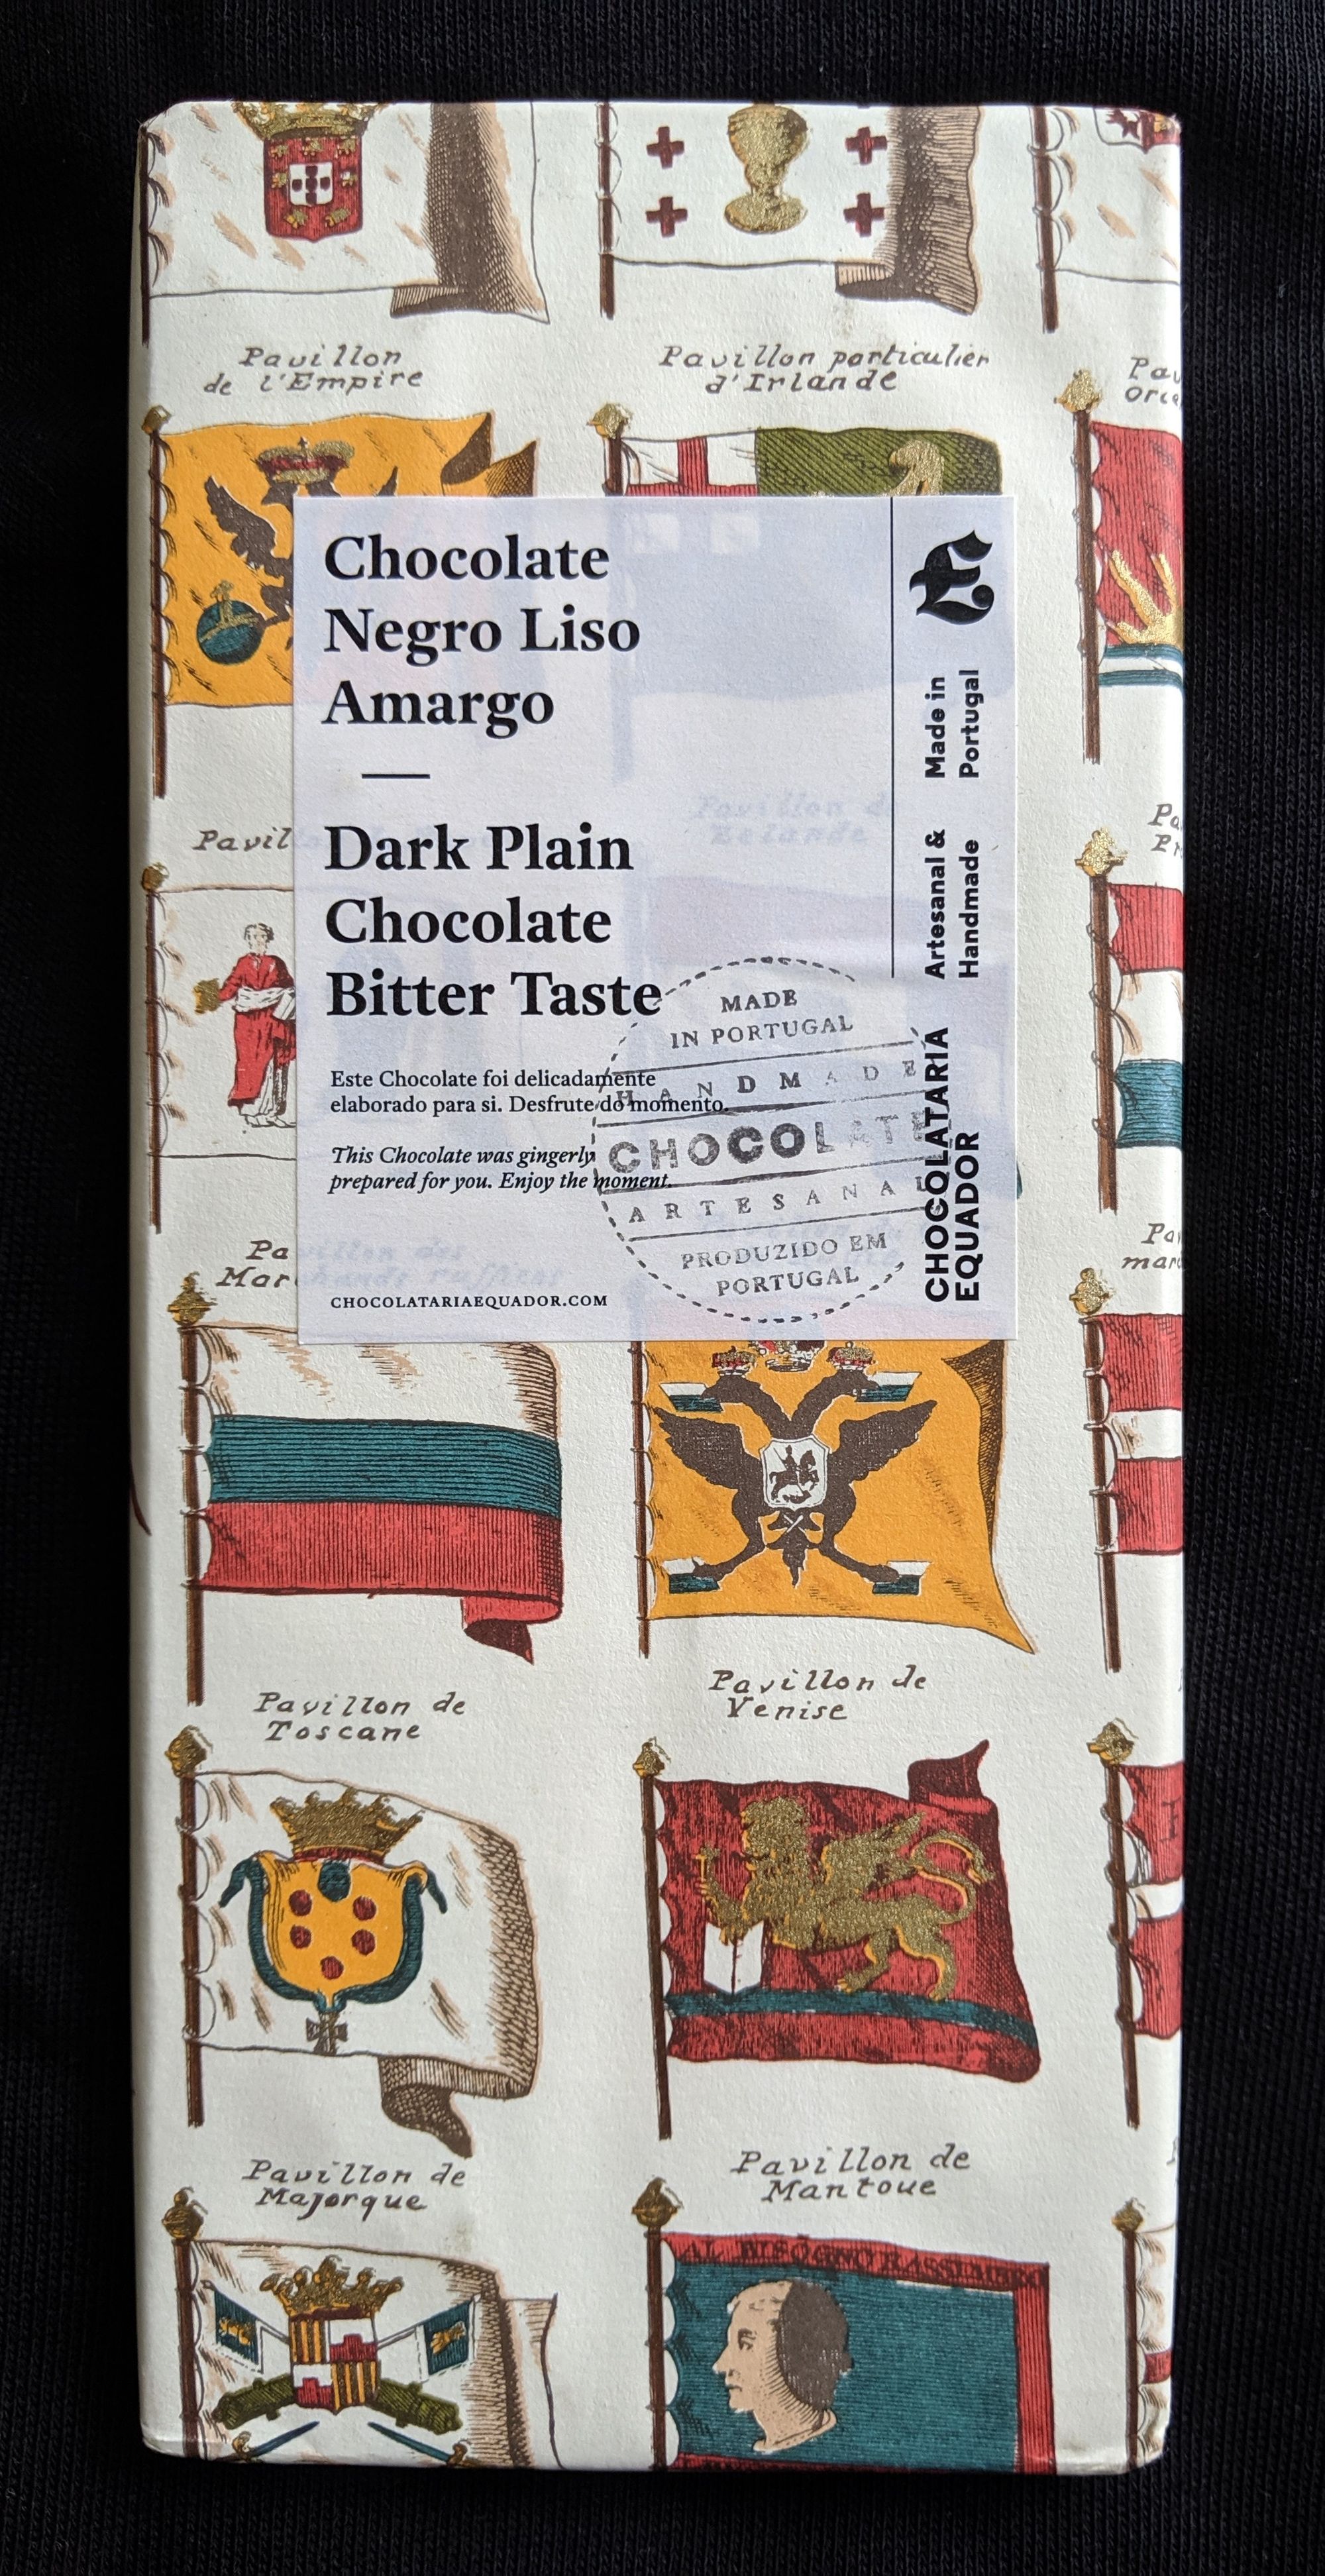 Pavillon
de l'Empire
Pavillon particulier
d'Irlande
Chocolate
Negro Liso
Amargo
Dark Plain
Chocolate
Bitter Taste
Este Chocolate foi delicadamente
elaborado para si. Desfrute do momento.
This Chocolate was gingerly
prepared for you. Enjoy the moment.
CHOCOLATARIAEQUADOR.COM
Made in
Portugal
Artesanal &
Handmade
CHOCOLATARIA
EQUADOR
MADE
IN PORTUGAL
HANDMADE
CHOCOLATE
ARTESANAL
PRODUZIDO EM
PORTUGAL
Pavillon de
Zelande
Pavillon de
Toscane
Pavillon de
Venise
Pavillon de
Majorque
Pavillon de
Mantoue